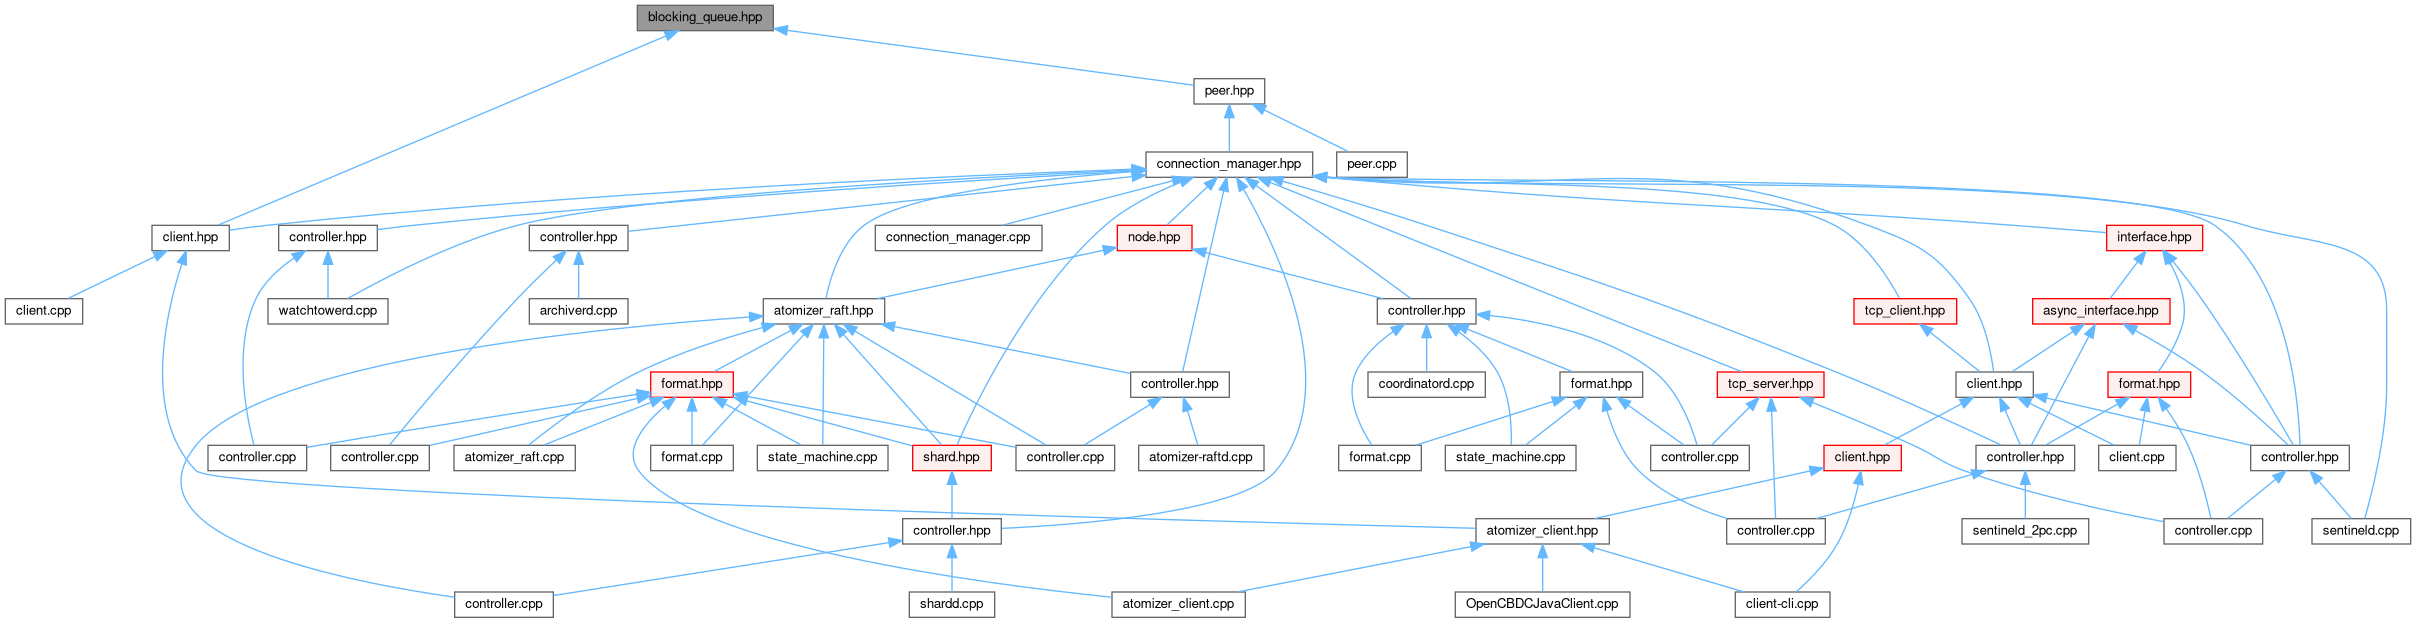 blocking_queue.hpp
peer.hpp
connection_manager.hpp
peer.cpp
client.hpp
controller.hpp
controller.hpp
connection_manager.cpp
node.hpp
interface.hpp
client.cpp
watchtowerd.cpp
archiverd.cpp
atomizer_raft.hpp
controller.hpp
tcp_client.hpp
async_interface.hpp
format.hpp
controller.hpp
coordinatord.cpp
format.hpp
tcp_server.hpp
client.hpp
format.hpp
controller.cpp
controller.cpp
atomizer_raft.cpp
format.cpp
state_machine.cpp
shard.hpp
controller.cpp
atomizer-raftd.cpp
format.cpp
state_machine.cpp
controller.cpp
client.hpp
controller.hpp
client.cpp
controller.hpp
controller.hpp
atomizer_client.hpp
controller.cpp
sentineld_2pc.cpp
controller.cpp
sentineld.cpp
controller.cpp
shardd.cpp
atomizer_client.cpp
OpenCBDCJavaClient.cpp
client-cli.cpp